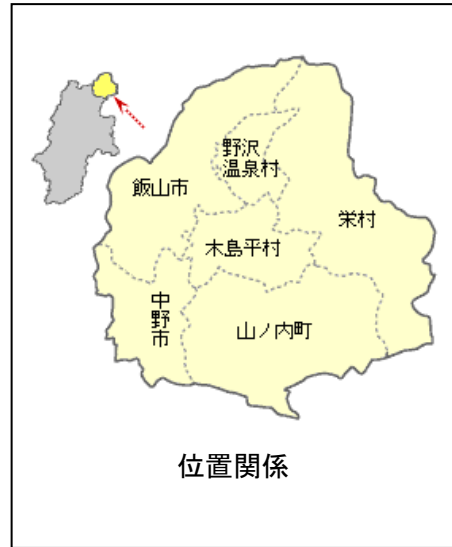 野沢
温泉村
飯山市
栄村
木島平村
中野市
山ノ内町
位置関係